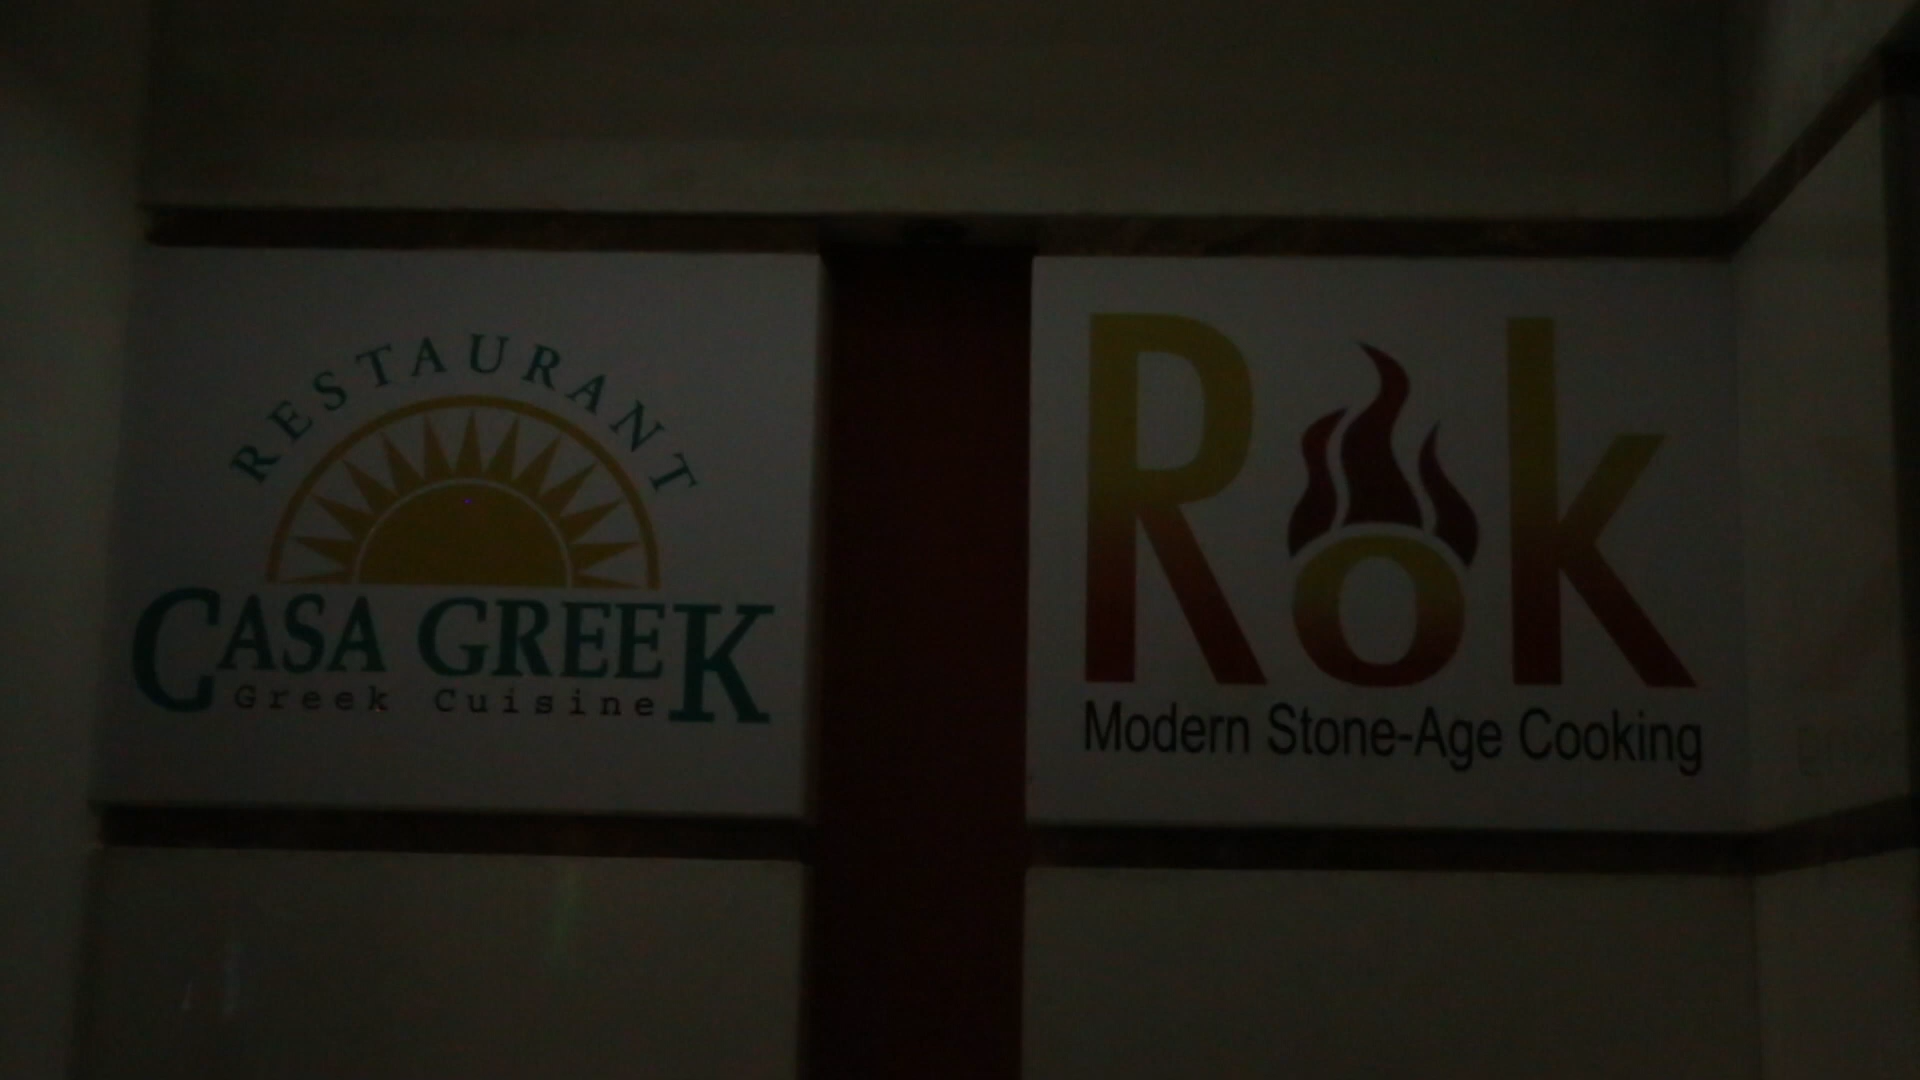 RESTAURANT
CASA GREEK
Greek Cuisine
Rok
Modern Stone-Age Cooking